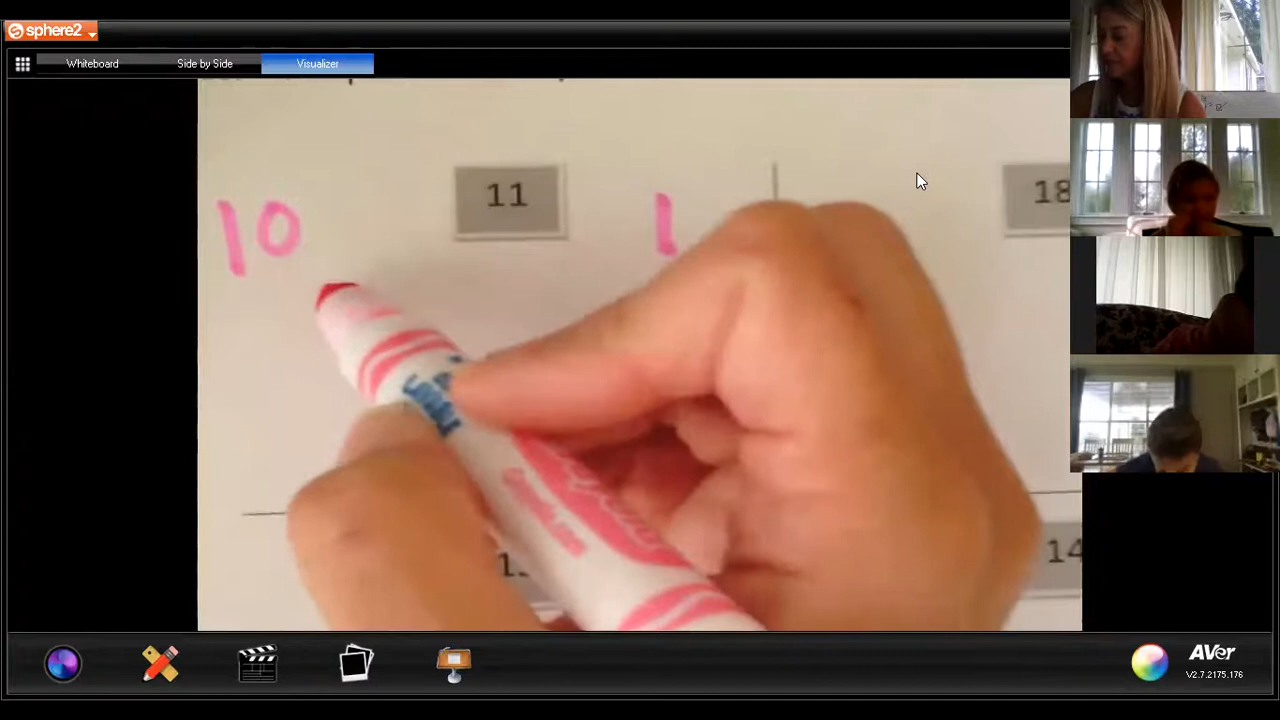 sphere2
Whiteboard Side by Side Visualizer
11 18
10 1
14
AVer
V2.7.2175.176